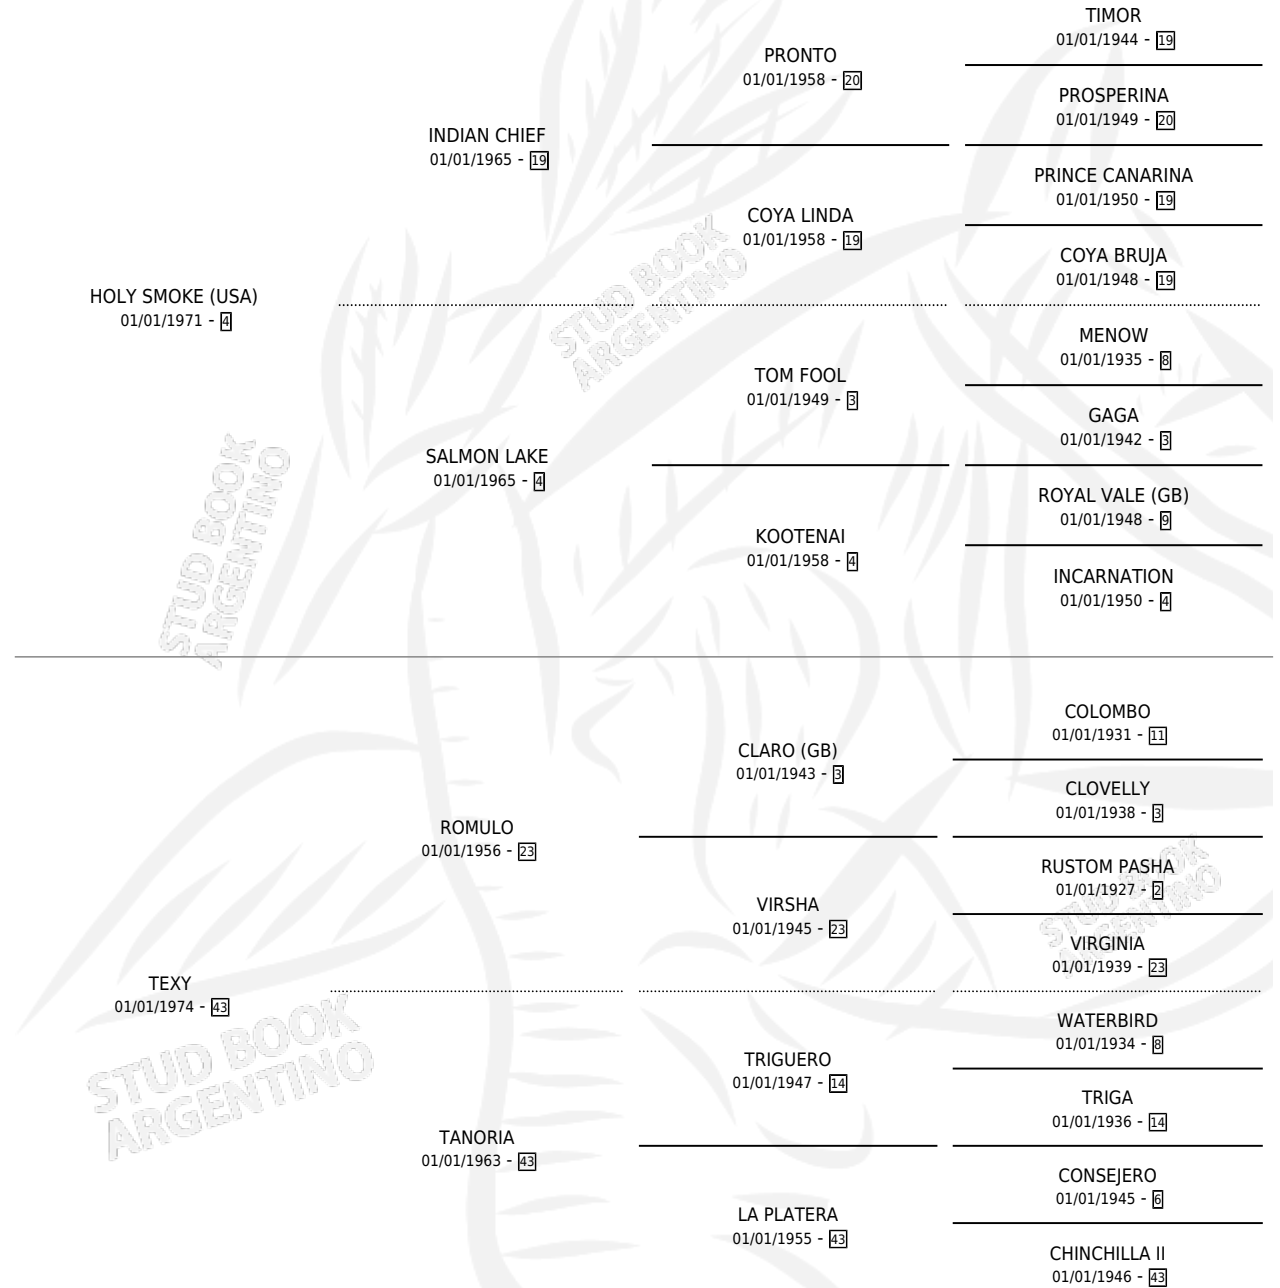 TIMOR
01/01/1944 - 19
PRONTO
01/01/1958 - 20
PROSPERINA
01/01/1949 - 20
INDIAN CHIEF
01/01/1965 - 19
PRINCE CANARINA
01/01/1950 - 19
COYA LINDA
01/01/1958 - 19
COYA BRUJA
01/01/1948 - 19
HOLY SMOKE (USA)
01/01/1971 - 4
MENOW
01/01/1935 - 8
TOM FOOL
01/01/1949 - 3
GAGA
01/01/1942 - 3
SALMON LAKE
01/01/1965 - 4
ROYAL VALE (GB)
01/01/1948 - 9
KOOTENAI
01/01/1958 - 4
INCARNATION
01/01/1950 - 4
STUD BOOK
ARGENTINO
STUD BOOK
ARGENTINO
COLOMBO
01/01/1931 - 11
CLARO (GB)
01/01/1943 - 3
CLOVELLY
01/01/1938 - 3
ROMULO
01/01/1956 - 23
RUSTOM PASHA
01/01/1927 - 2
VIRSHA
01/01/1945 - 23
VIRGINIA
01/01/1939 - 23
TEXY
01/01/1974 - 43
WATERBIRD
01/01/1934 - 8
TRIGUERO
01/01/1947 - 14
TRIGA
01/01/1936 - 14
TANORIA
01/01/1963 - 43
CONSEJERO
01/01/1945 - 6
LA PLATERA
01/01/1955 - 43
CHINCHILLA II
01/01/1946 - 43
STUD BOOK
ARGENTINO
STUD BOOK
ARGENTINO